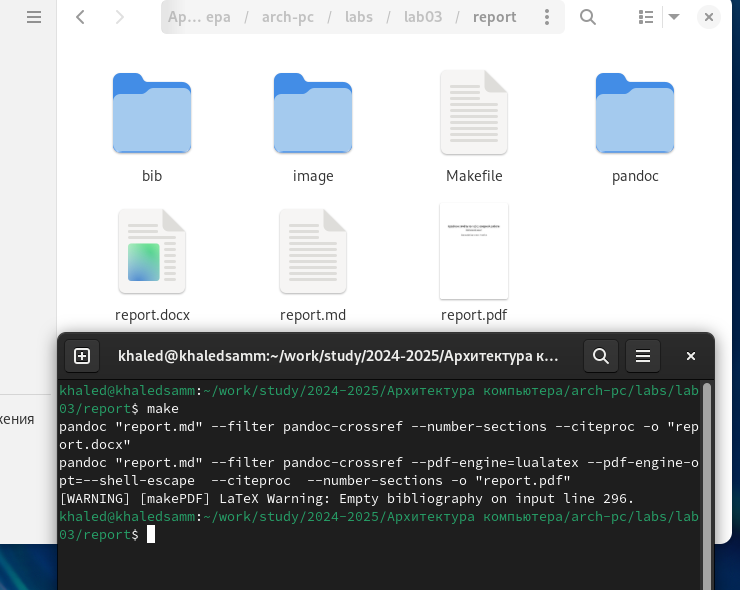 Ар... ера / arch-pc / labs / lab03 / report
bib
image
Makefile
pandoc
report.docx
report.md
report.pdf
жения
khaled@khaledsamm:~/work/study/2024-2025/Архитектура к...
khaled@khaledsamm:~/work/study/2024-2025/Архитектура компьютера/arch-pc/labs/lab
03/report$ make
pandoc "report.md" --filter pandoc-crossref --number-sections --citeproc -o "rep
ort.docx"
pandoc "report.md" --filter pandoc-crossref --pdf-engine=lualatex --pdf-engine-o
pt=--shell-escape  --citeproc  --number-sections -o "report.pdf"
[WARNING] [makePDF] LaTeX Warning: Empty bibliography on input line 296.
khaled@khaledsamm:~/work/study/2024-2025/Архитектура компьютера/arch-pc/labs/lab
03/report$